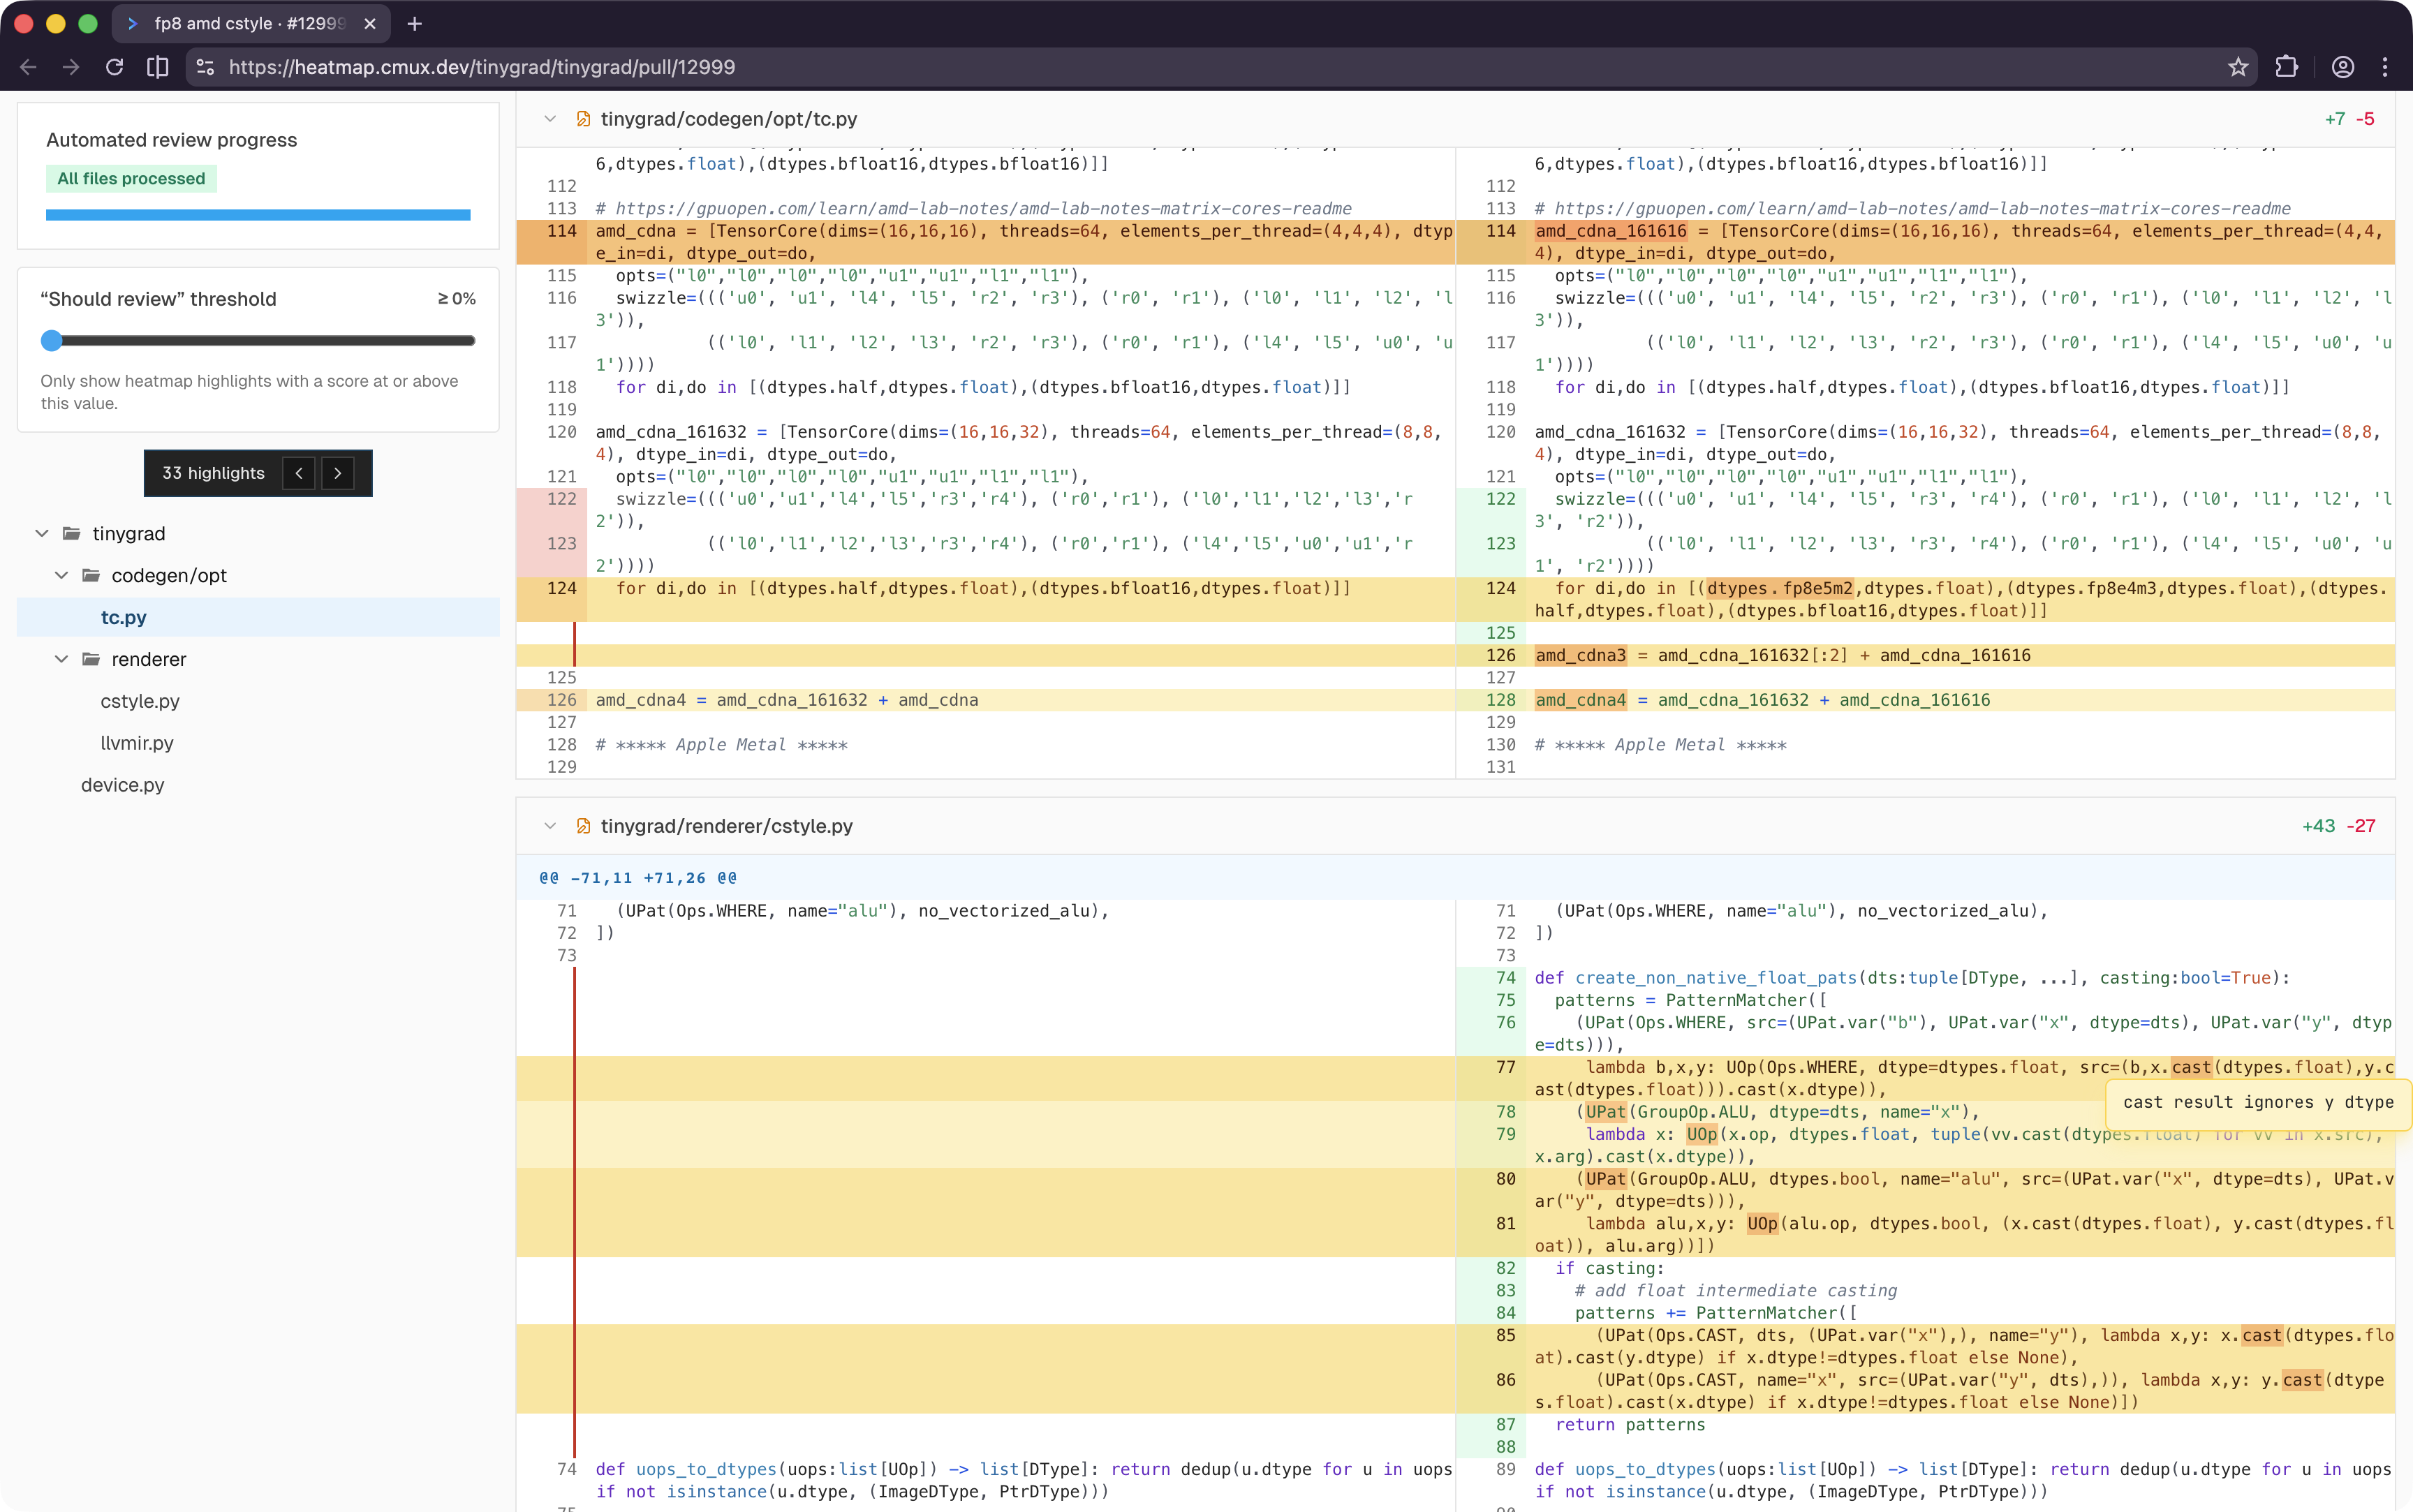 fp8 amd cstyle · #12999
https://heatmap.cmux.dev/tinygrad/tinygrad/pull/12999
Automated review progress
All files processed
“Should review” threshold
≥ 0%
Only show heatmap highlights with a score at or above
this value.
33 highlights
tinygrad
codegen/opt
tc.py
renderer
cstyle.py
llvmir.py
device.py
tinygrad/codegen/opt/tc.py
+7 -5
6,dtypes.float),(dtypes.bfloat16,dtypes.bfloat16)]]
112
113 # https://gpuopen.com/learn/amd-lab-notes/amd-lab-notes-matrix-cores-readme
114 amd_cdna = [TensorCore(dims=(16,16,16), threads=64, elements_per_thread=(4,4,4), dtyp
e_in=di, dtype_out=do,
115   opts=("l0","l0","l0","l0","u1","u1","l1","l1"),
116   swizzle=((('u0', 'u1', 'l4', 'l5', 'r2', 'r3'), ('r0', 'r1'), ('l0', 'l1', 'l2', 'l
3')),
117            (('l0', 'l1', 'l2', 'l3', 'r2', 'r3'), ('r0', 'r1'), ('l4', 'l5', 'u0', 'u
1'))))
118   for di,do in [(dtypes.half,dtypes.float),(dtypes.bfloat16,dtypes.float)]]
119
120 amd_cdna_161632 = [TensorCore(dims=(16,16,32), threads=64, elements_per_thread=(8,8,
4), dtype_in=di, dtype_out=do,
121   opts=("l0","l0","l0","l0","u1","u1","l1","l1"),
122   swizzle=((('u0','u1','l4','l5','r3','r4'), ('r0','r1'), ('l0','l1','l2','l3','r
2')),
123            (('l0','l1','l2','l3','r3','r4'), ('r0','r1'), ('l4','l5','u0','u1','r
2'))))
124   for di,do in [(dtypes.half,dtypes.float),(dtypes.bfloat16,dtypes.float)]]
125
126 amd_cdna4 = amd_cdna_161632 + amd_cdna
127
128 # ***** Apple Metal *****
129
6,dtypes.float),(dtypes.bfloat16,dtypes.bfloat16)]]
112
113 # https://gpuopen.com/learn/amd-lab-notes/amd-lab-notes-matrix-cores-readme
114 amd_cdna_161616 = [TensorCore(dims=(16,16,16), threads=64, elements_per_thread=(4,4,
4), dtype_in=di, dtype_out=do,
115   opts=("l0","l0","l0","l0","u1","u1","l1","l1"),
116   swizzle=((('u0', 'u1', 'l4', 'l5', 'r2', 'r3'), ('r0', 'r1'), ('l0', 'l1', 'l2', 'l
3')),
117            (('l0', 'l1', 'l2', 'l3', 'r2', 'r3'), ('r0', 'r1'), ('l4', 'l5', 'u0', 'u
1'))))
118   for di,do in [(dtypes.half,dtypes.float),(dtypes.bfloat16,dtypes.float)]]
119
120 amd_cdna_161632 = [TensorCore(dims=(16,16,32), threads=64, elements_per_thread=(8,8,
4), dtype_in=di, dtype_out=do,
121   opts=("l0","l0","l0","l0","u1","u1","l1","l1"),
122   swizzle=((('u0', 'u1', 'l4', 'l5', 'r3', 'r4'), ('r0', 'r1'), ('l0', 'l1', 'l2', 'l
3', 'r2')),
123            (('l0', 'l1', 'l2', 'l3', 'r3', 'r4'), ('r0', 'r1'), ('l4', 'l5', 'u0', 'u
1', 'r2'))))
124   for di,do in [(dtypes.fp8e5m2,dtypes.float),(dtypes.fp8e4m3,dtypes.float),(dtypes.
half,dtypes.float),(dtypes.bfloat16,dtypes.float)]]
125
126 amd_cdna3 = amd_cdna_161632[:2] + amd_cdna_161616
127
128 amd_cdna4 = amd_cdna_161632 + amd_cdna_161616
129
130 # ***** Apple Metal *****
131
tinygrad/renderer/cstyle.py
+43 -27
@@ -71,11 +71,26 @@
71   (UPat(Ops.WHERE, name="alu"), no_vectorized_alu),
72 ])
73
74 def uops_to_dtypes(uops:list[UOp]) -> list[DType]: return dedup(u.dtype for u in uops
if not isinstance(u.dtype, (ImageDType, PtrDType)))
71   (UPat(Ops.WHERE, name="alu"), no_vectorized_alu),
72 ])
73
74 def create_non_native_float_pats(dts:tuple[DType, ...], casting:bool=True):
75   patterns = PatternMatcher([
76     (UPat(Ops.WHERE, src=(UPat.var("b"), UPat.var("x", dtype=dts), UPat.var("y", dtyp
e=dts))),
77      lambda b,x,y: UOp(Ops.WHERE, dtype=dtypes.float, src=(b,x.cast(dtypes.float),y.c
ast(dtypes.float))).cast(x.dtype)),
cast result ignores y dtype
78     (UPat(GroupOp.ALU, dtype=dts, name="x"),
79      lambda x: UOp(x.op, dtypes.float, tuple(vv.cast(dtypes.float) for vv in x.src),
x.arg).cast(x.dtype)),
80     (UPat(GroupOp.ALU, dtypes.bool, name="alu", src=(UPat.var("x", dtype=dts), UPat.v
ar("y", dtype=dts))),
81      lambda alu,x,y: UOp(alu.op, dtypes.bool, (x.cast(dtypes.float), y.cast(dtypes.fl
oat)), alu.arg))])
82   if casting:
83     # add float intermediate casting
84     patterns += PatternMatcher([
85       (UPat(Ops.CAST, dts, (UPat.var("x"),), name="y"), lambda x,y: x.cast(dtypes.flo
at).cast(y.dtype) if x.dtype!=dtypes.float else None),
86       (UPat(Ops.CAST, name="x", src=(UPat.var("y", dts),)), lambda x,y: y.cast(dtype
s.float).cast(x.dtype) if x.dtype!=dtypes.float else None)])
87   return patterns
88
89 def uops_to_dtypes(uops:list[UOp]) -> list[DType]: return dedup(u.dtype for u in uops
if not isinstance(u.dtype, (ImageDType, PtrDType)))